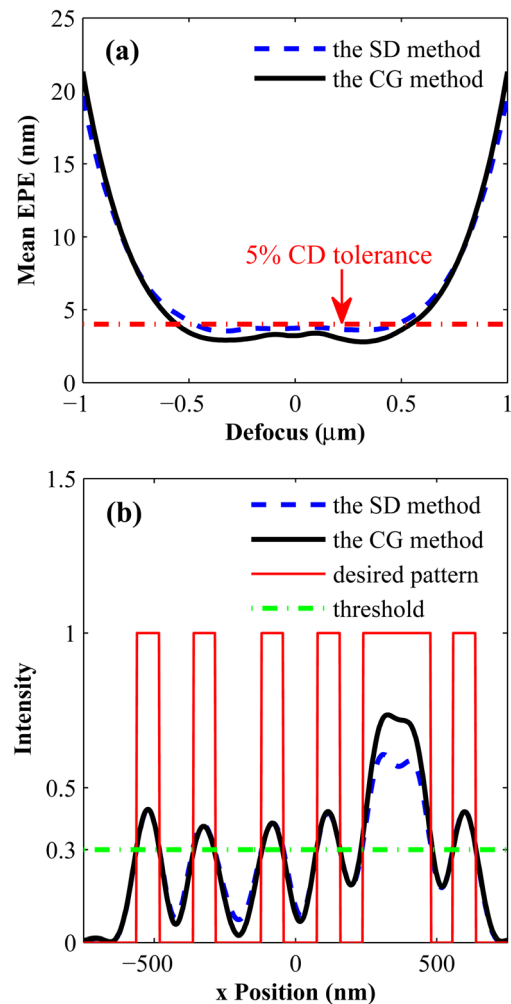 25
(a)
the SD method
the CG method
20
15
10
5
0
Mean EPE (nm)
5% CD tolerance
−1
−0.5
0
0.5
1
Defocus (μm)
1.5
(b)
the SD method
the CG method
desired pattern
threshold
1
0.5
0.3
0
Intensity
−500
0
500
x Position (nm)